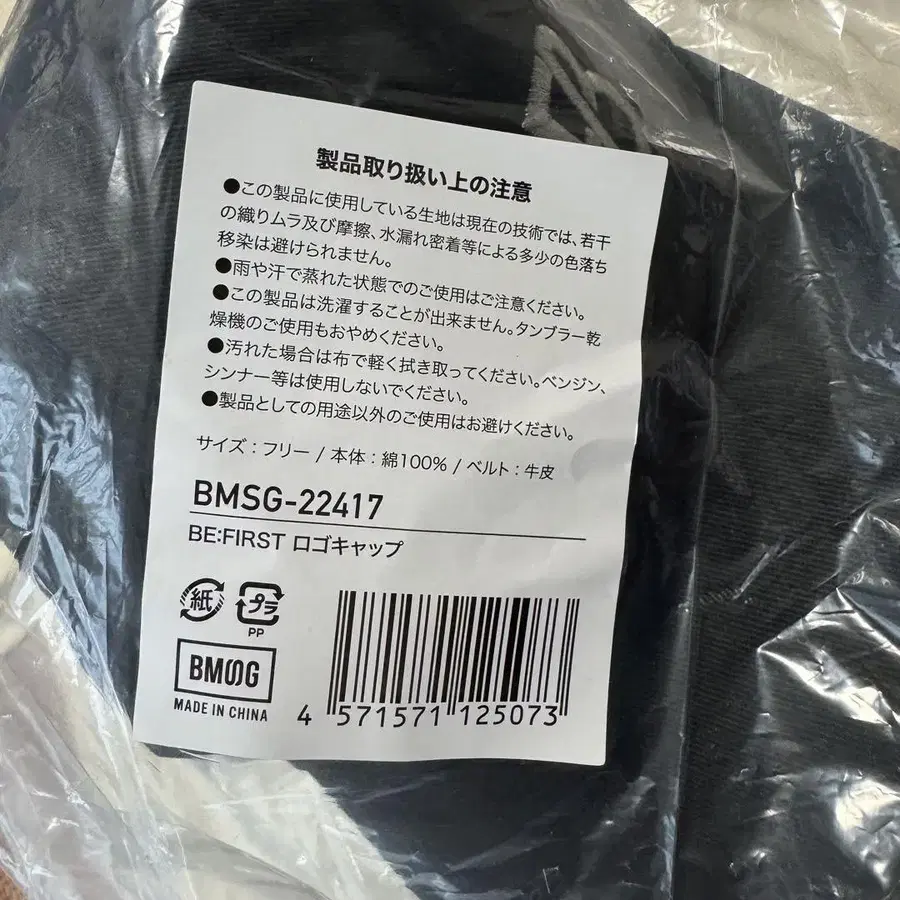 製品取り扱い上の注意
●この製品に使用している生地は現在の技術では、若干
の織りムラ及び摩擦、水漏れ密着等による多少の色落ち
移染は避けられません。
●雨や汗で蒸れた状態でのご使用はご注意ください。
●この製品は洗濯することが出来ません。タンブラー乾
燥機のご使用もおやめください。
●汚れた場合は布で軽く拭き取ってください。ベンジン、
シンナー等は使用しないでください。
●製品としての用途以外のご使用はお避けください。
サイズ：フリー / 本体：綿100% / ベルト：牛皮
BMSG-22417
BE:FIRST ロゴキャップ
紙 プラ
PP
BMSG
MADE IN CHINA
4 571571 125073